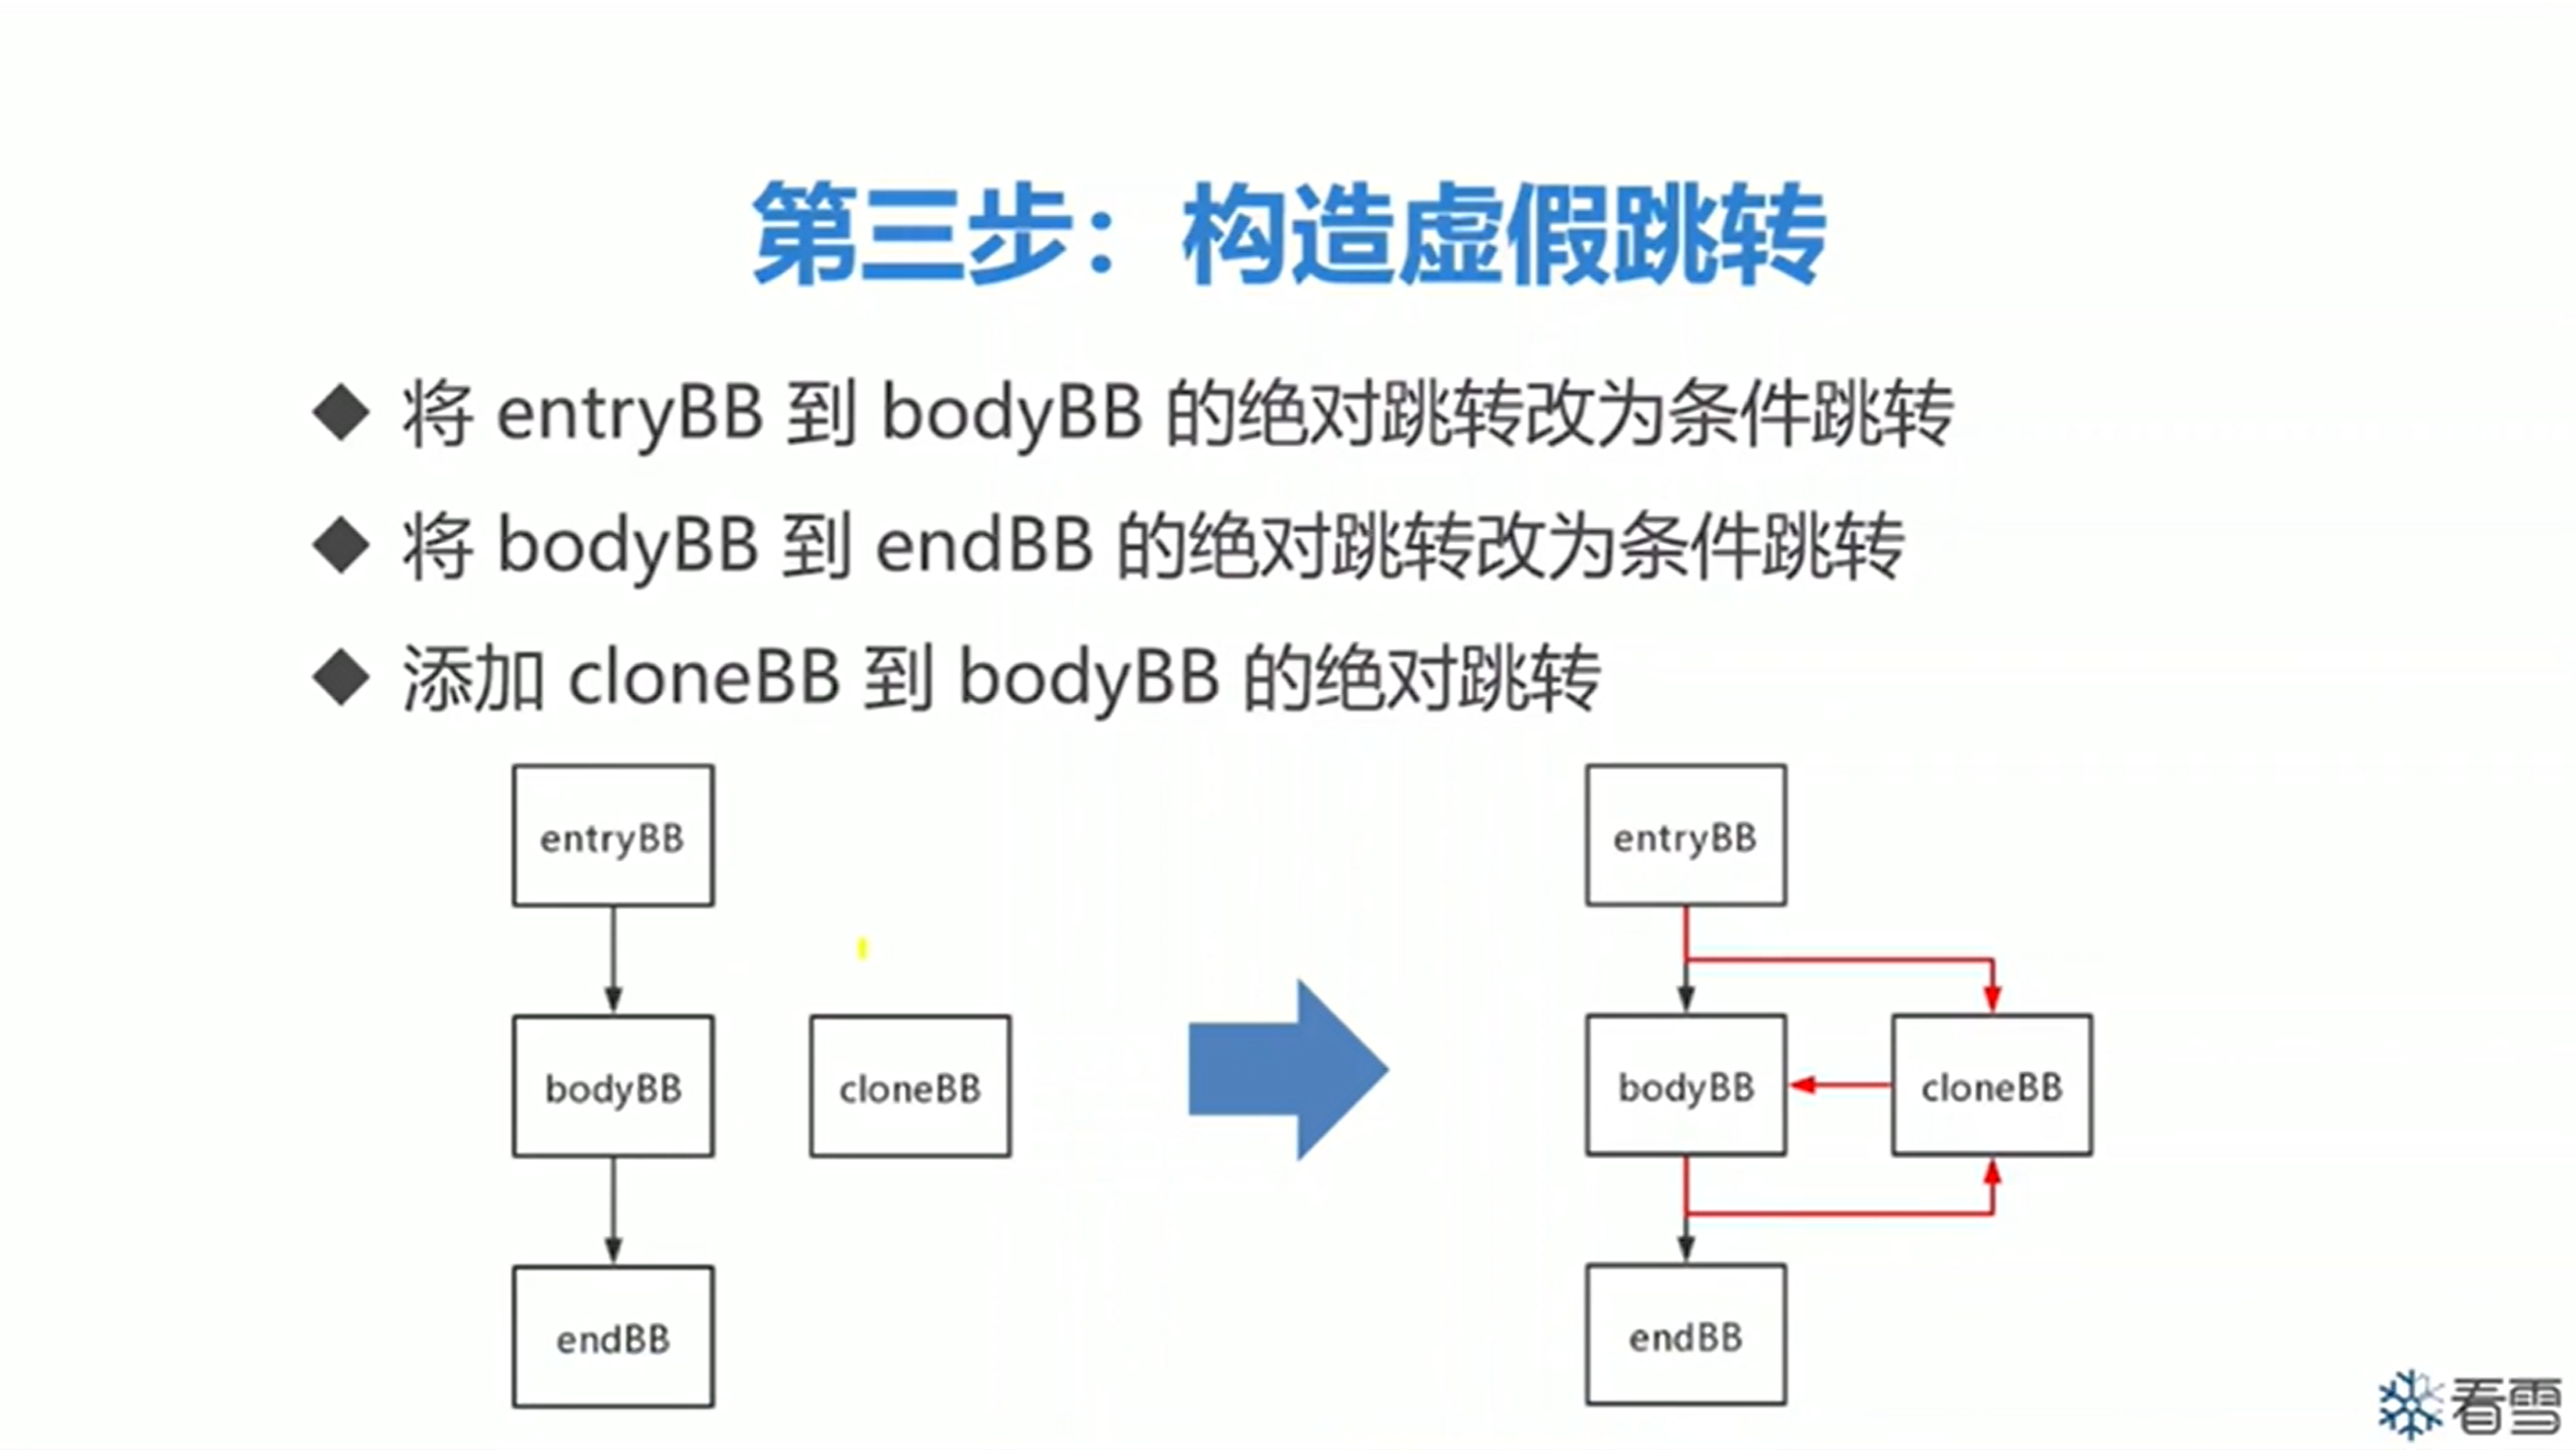 第三步：构造虚假跳转
将 entryBB 到 bodyBB 的绝对跳转改为条件跳转
将 bodyBB 到 endBB 的绝对跳转改为条件跳转
添加 cloneBB 到 bodyBB 的绝对跳转
entryBB
bodyBB
cloneBB
endBB
entryBB
bodyBB
cloneBB
endBB
看雪